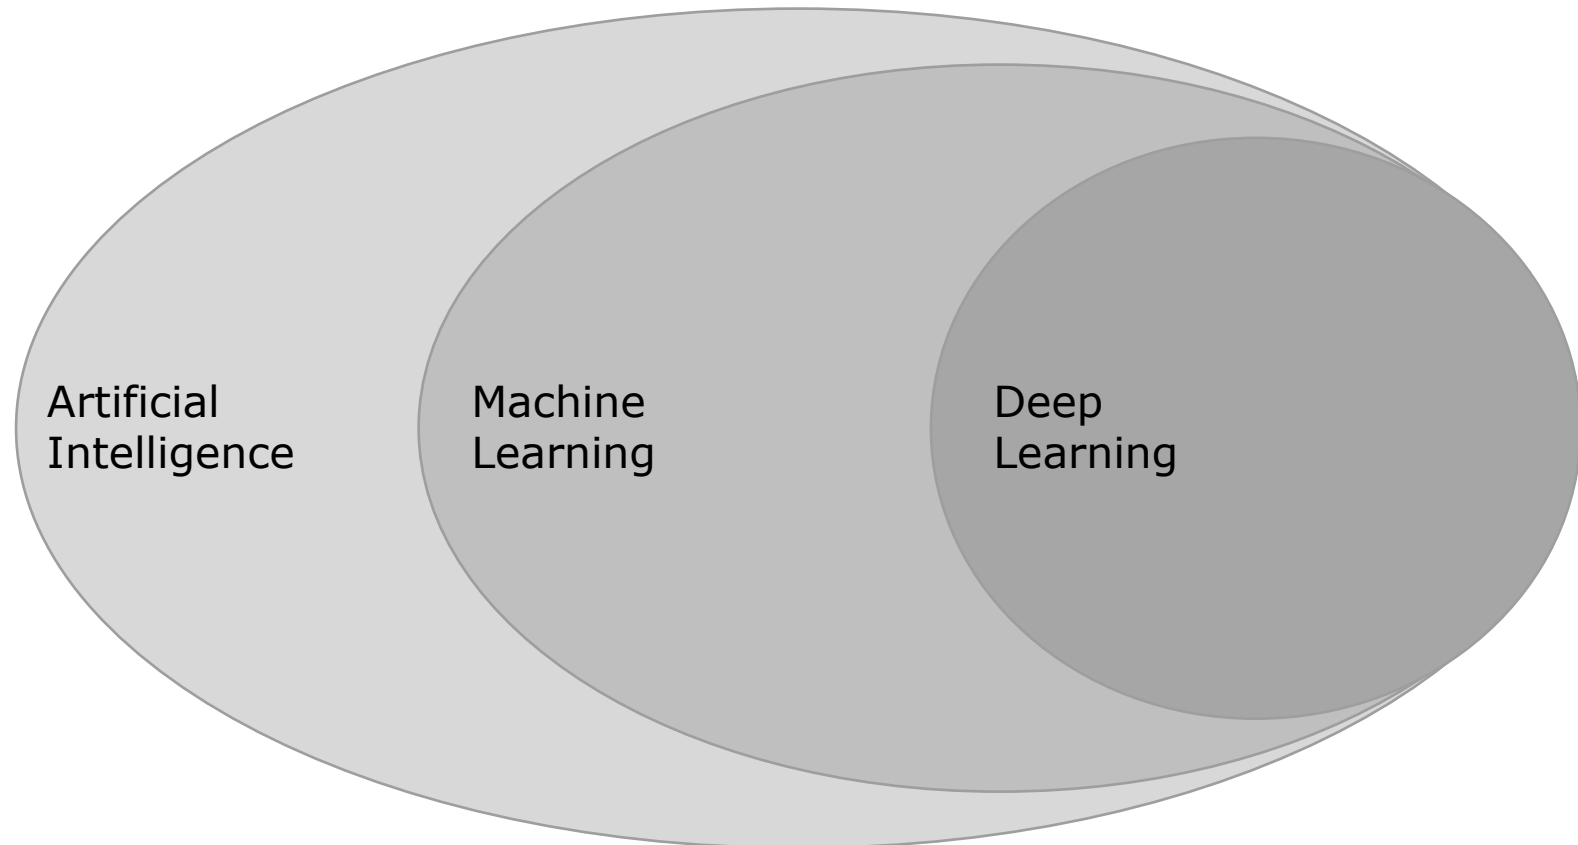 Artificial
Intelligence
Machine
Learning
Deep
Learning